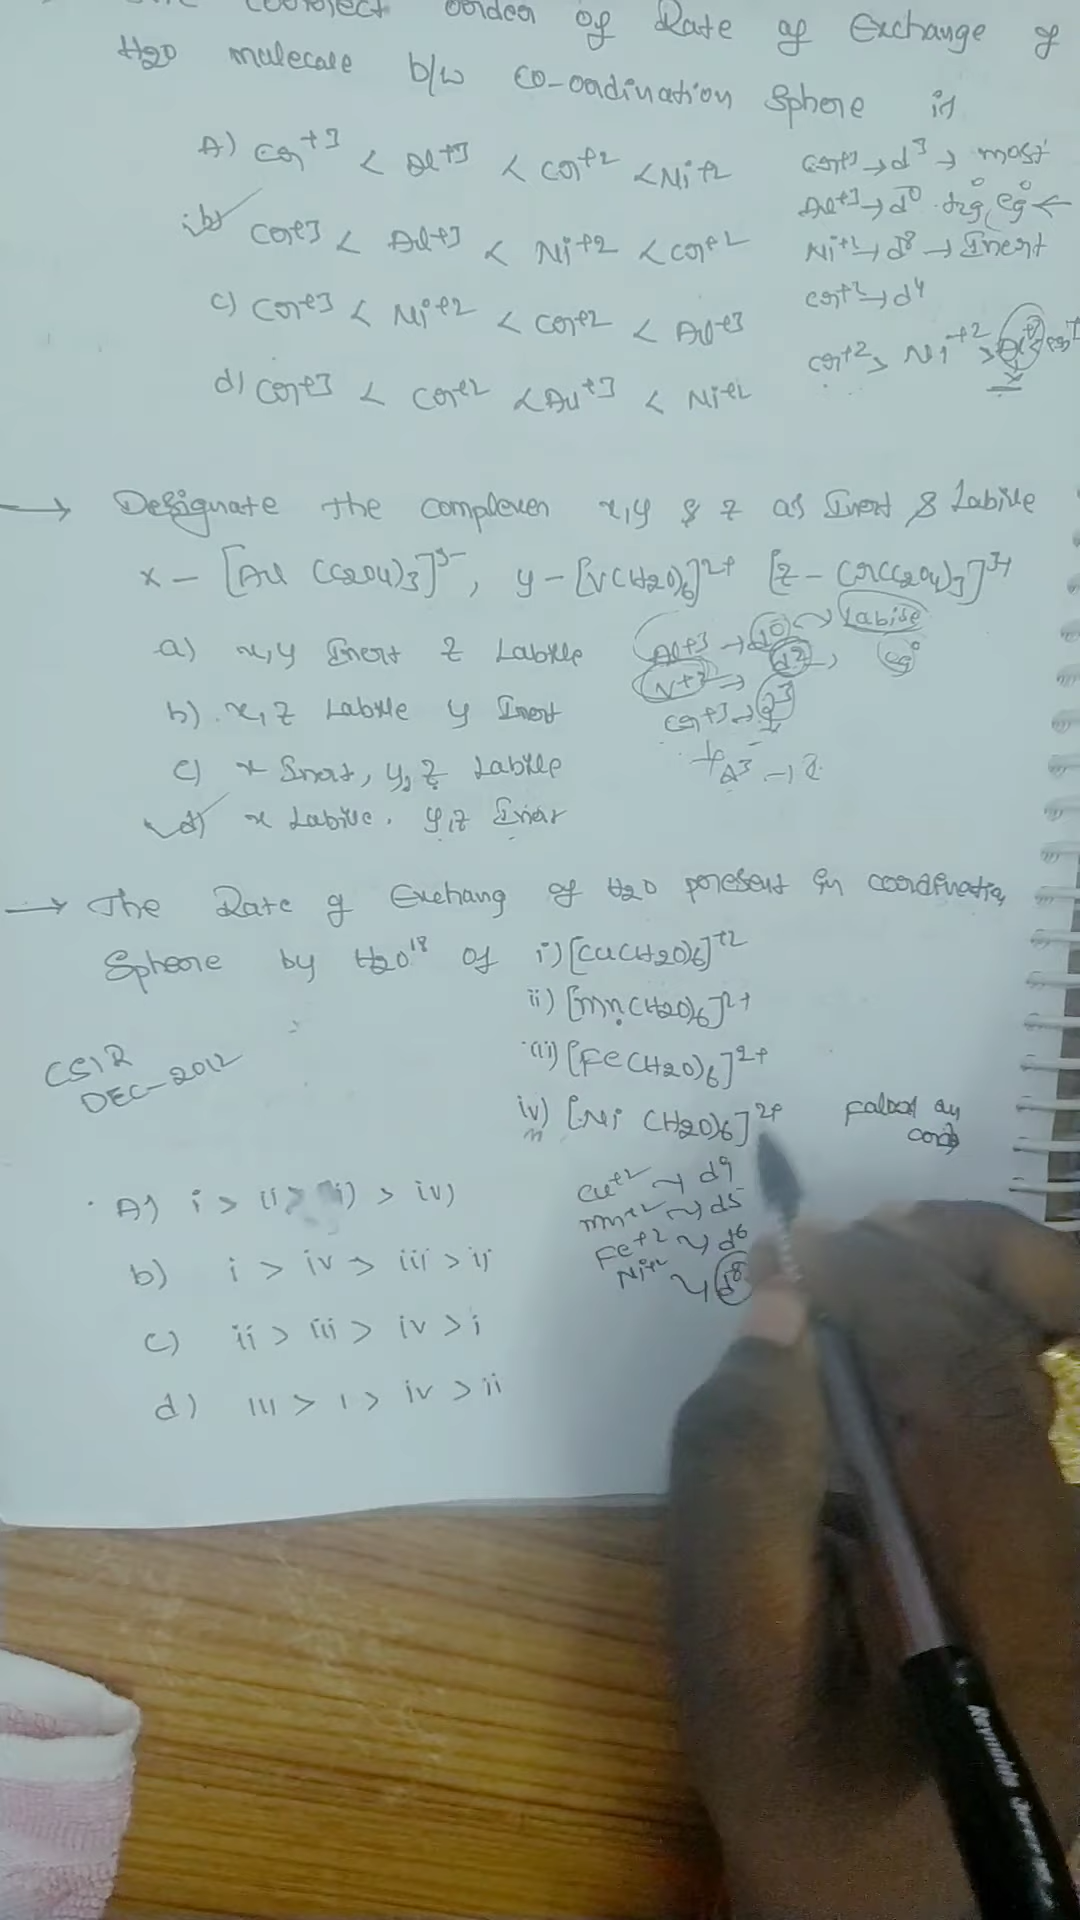 correct order of Rate of Exchange of
H2O molecule b/w co-ordination Sphere is
A) Cr+3 < Al+3 < Cr+2 < Ni+2
Cr+3 → d3 → most
b) Cr+3 < Al+3 < Ni+2 < Cr+2
Al+3 → d0 t2g0, eg0 ←
Ni+2 → d8 → Inert
c) Cr+3 < Ni+2 < Cr+2 < Al+3
Cr+2 → d4
Cr+2 > Ni+2 >
d) Cr+3 < Cr+2 < Al+3 < Ni+2
→ Designate the complexes x,y & z as Inert & Labile
x - [Al (C2O4)3]3-, y - [V(H2O)6]2+ [z - Cr(C2O4)3]3+
a) x,y Inert z Labile
Al+3 → d0 → Labile
eg0
b) x,z Labile y Inert
Cr+3 → d3
c) x Inert, y,z Labile
d) x Labile, y,z Iner
→ The Rate of Exchang of H2O present in coordination
Sphere by H2O18 of i) [Cu(H2O)6]+2
ii) [Mn(H2O)6]2+
CSIR
DEC-2012
iii) [Fe(H2O)6]2+
iv) [Ni (H2O)6]2+
Cu+2 → d9
Mn+2 → d5
Fe+2 → d6
Ni+2 → d8
A) i > ii > iii) > iv)
b) i > iv > iii > ii
c) ii > iii > iv > i
d) III > I > iv > ii
Reynolds